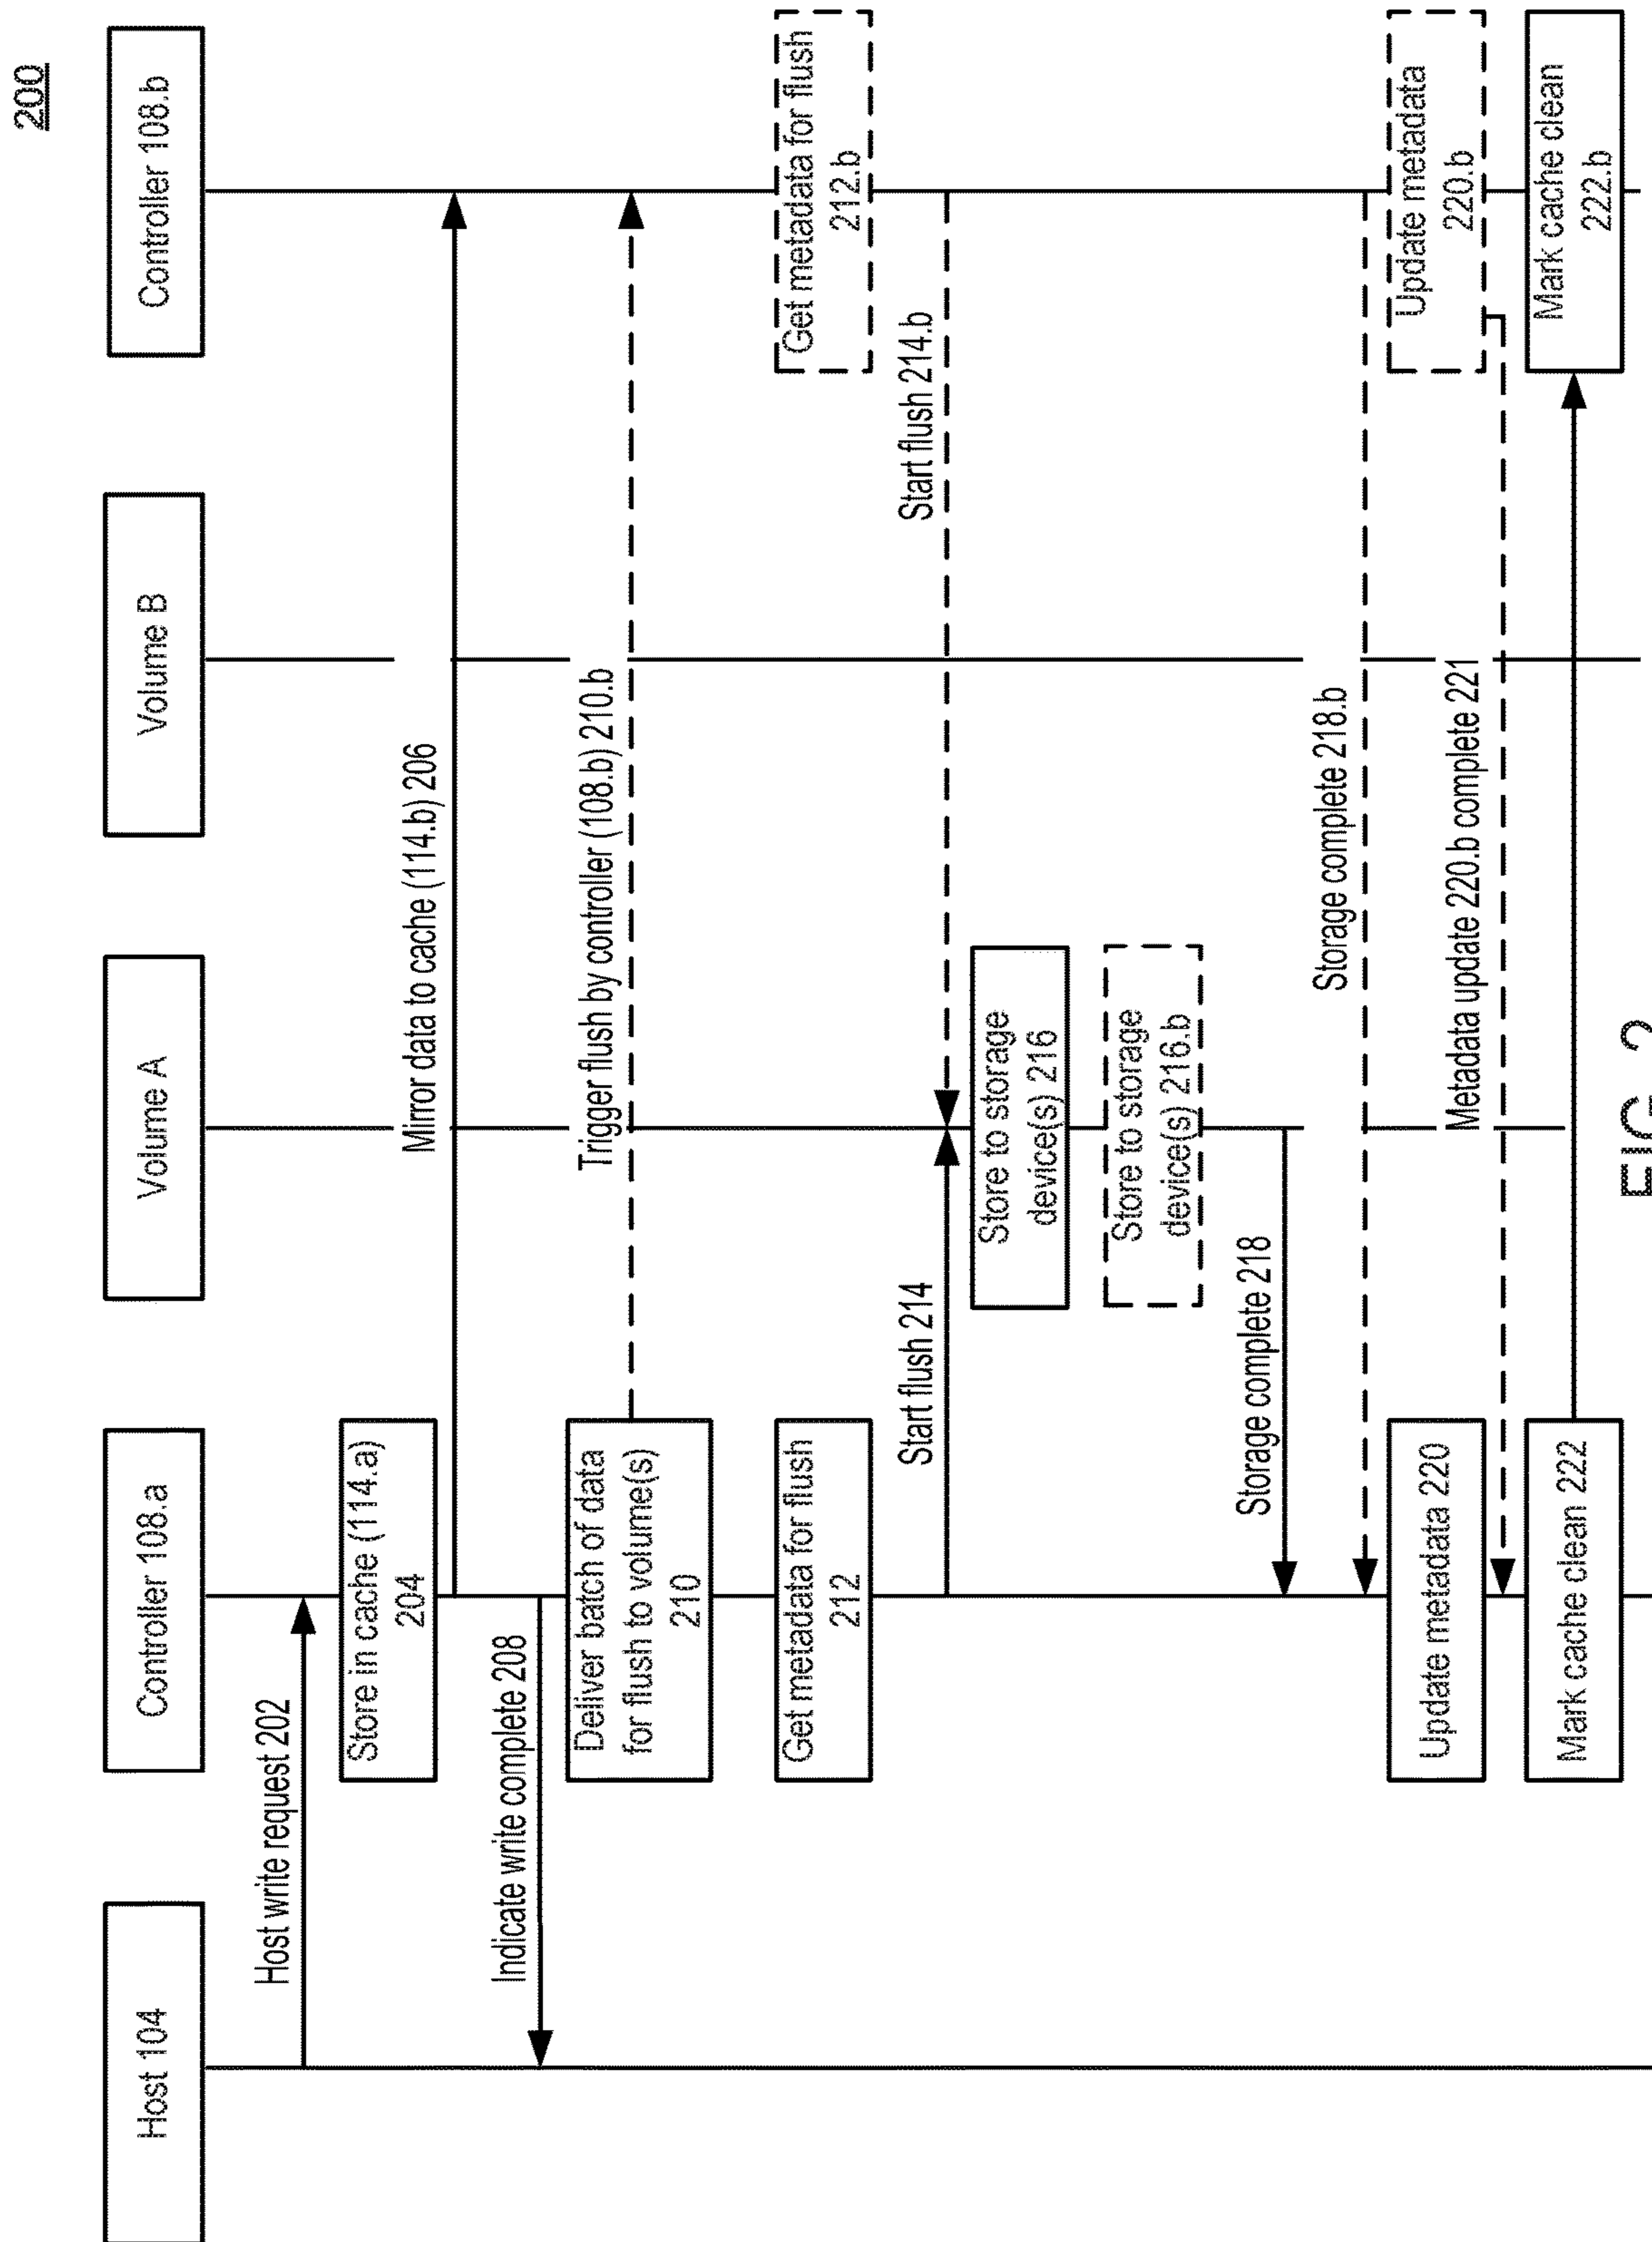 200
Host 104
Controller 108.a
Volume A
Volume B
Controller 108.b
Host write request 202
Store in cache (114.a)
204
Mirror data to cache (114.b) 206
Indicate write complete 208
Deliver batch of data
for flush to volume(s)
210
Trigger flush by controller (108.b) 210.b
Get metadata for flush
212
Get metadata for flush
212.b
Start flush 214
Start flush 214.b
Store to storage
device(s) 216
Store to storage
device(s) 216.b
Storage complete 218
Storage complete 218.b
Update metadata 220
Update metadata
220.b
Metadata update 220.b complete 221
Mark cache clean 222
Mark cache clean
222.b
FIG. 2